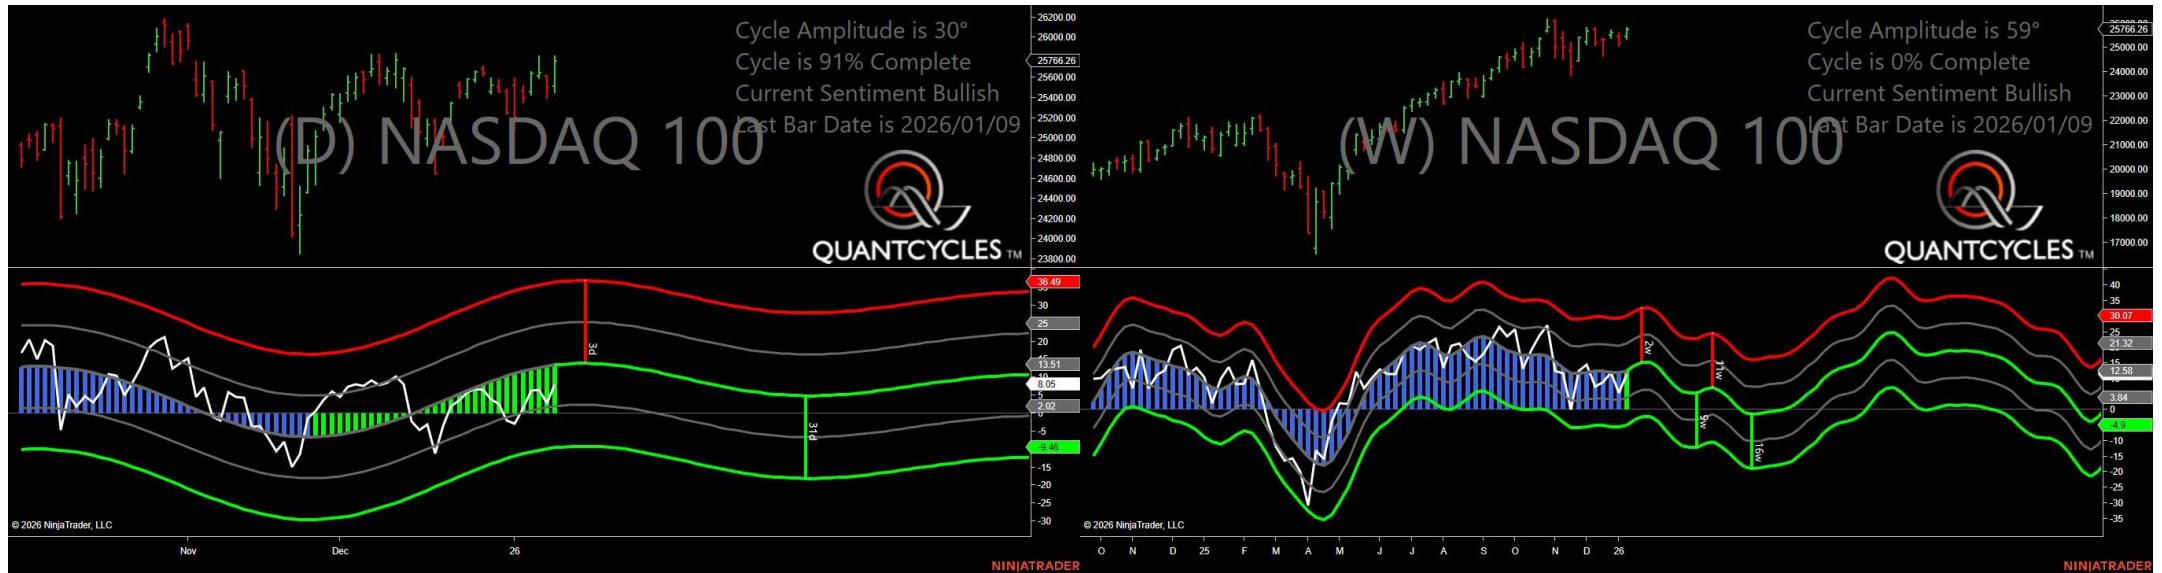 Cycle Amplitude is 30°
Cycle is 91% Complete
Current Sentiment Bullish
Last Bar Date is 2026/01/09
(D) NASDAQ 100
QUANTCYCLES TM
26200.00
26000.00
25766.26
25600.00
25400.00
25200.00
25000.00
24800.00
24600.00
24400.00
24200.00
24000.00
23800.00
36.49
30
25
20
13.51
8.05
5
2.02
0
-5
-9.46
-15
-20
-25
-30
3d
31d
© 2026 NinjaTrader, LLC
Nov
Dec
26
NINJATRADER
Cycle Amplitude is 59°
Cycle is 0% Complete
Current Sentiment Bullish
Last Bar Date is 2026/01/09
(W) NASDAQ 100
QUANTCYCLES TM
25766.26
25000.00
24000.00
23000.00
22000.00
21000.00
20000.00
19000.00
18000.00
17000.00
40
35
30.07
25
21.32
15
12.58
3.84
0
-4.9
-10
-15
-20
-25
-30
-35
2w
11w
9w
16w
© 2026 NinjaTrader, LLC
O N D 25 F M A M J J A S O N D 26
NINJATRADER